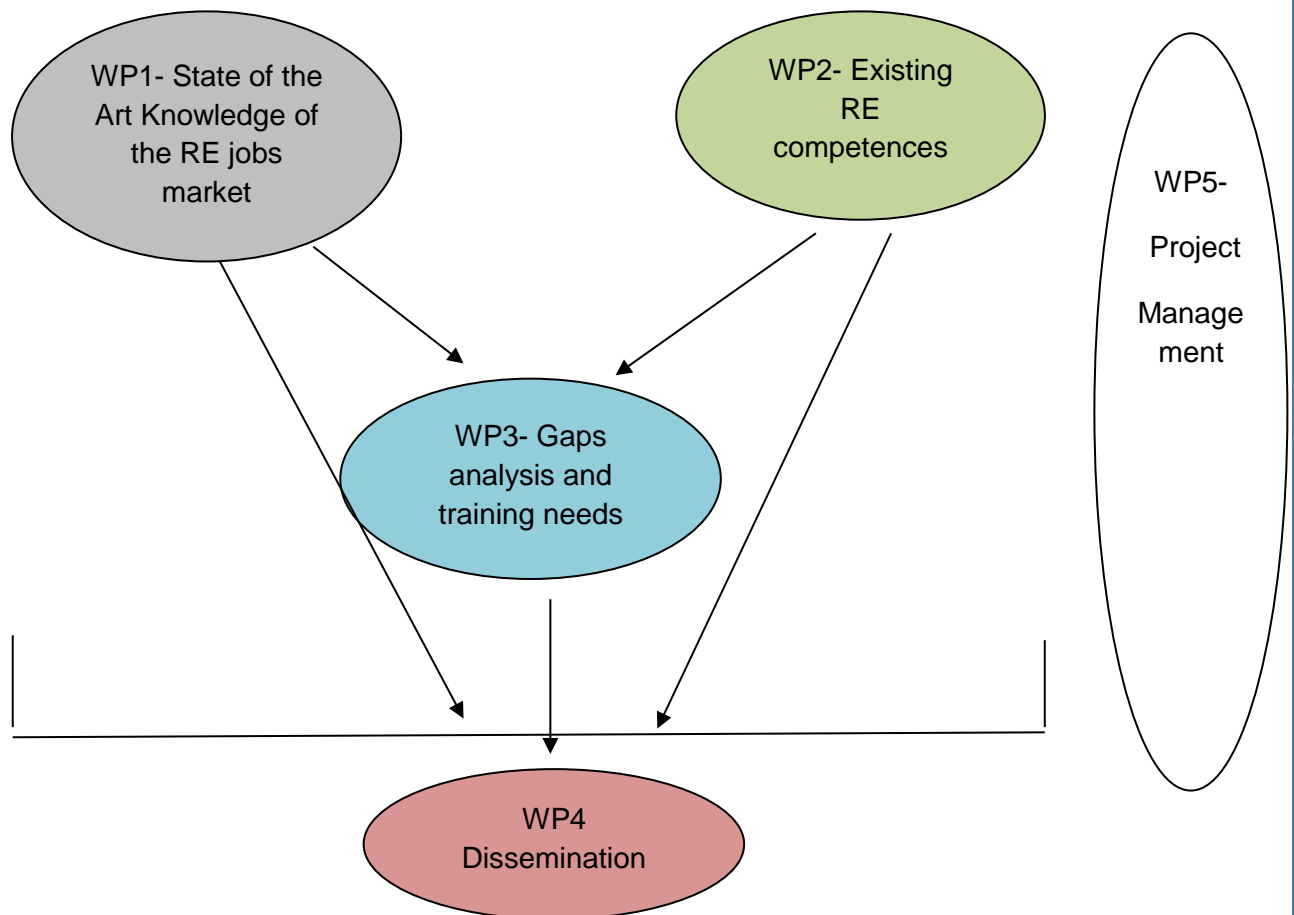 WP1- State of the
Art Knowledge of
the RE jobs
market
WP2- Existing
RE
competences
WP5-
Project
Manage
ment
WP3- Gaps
analysis and
training needs
WP4
Dissemination